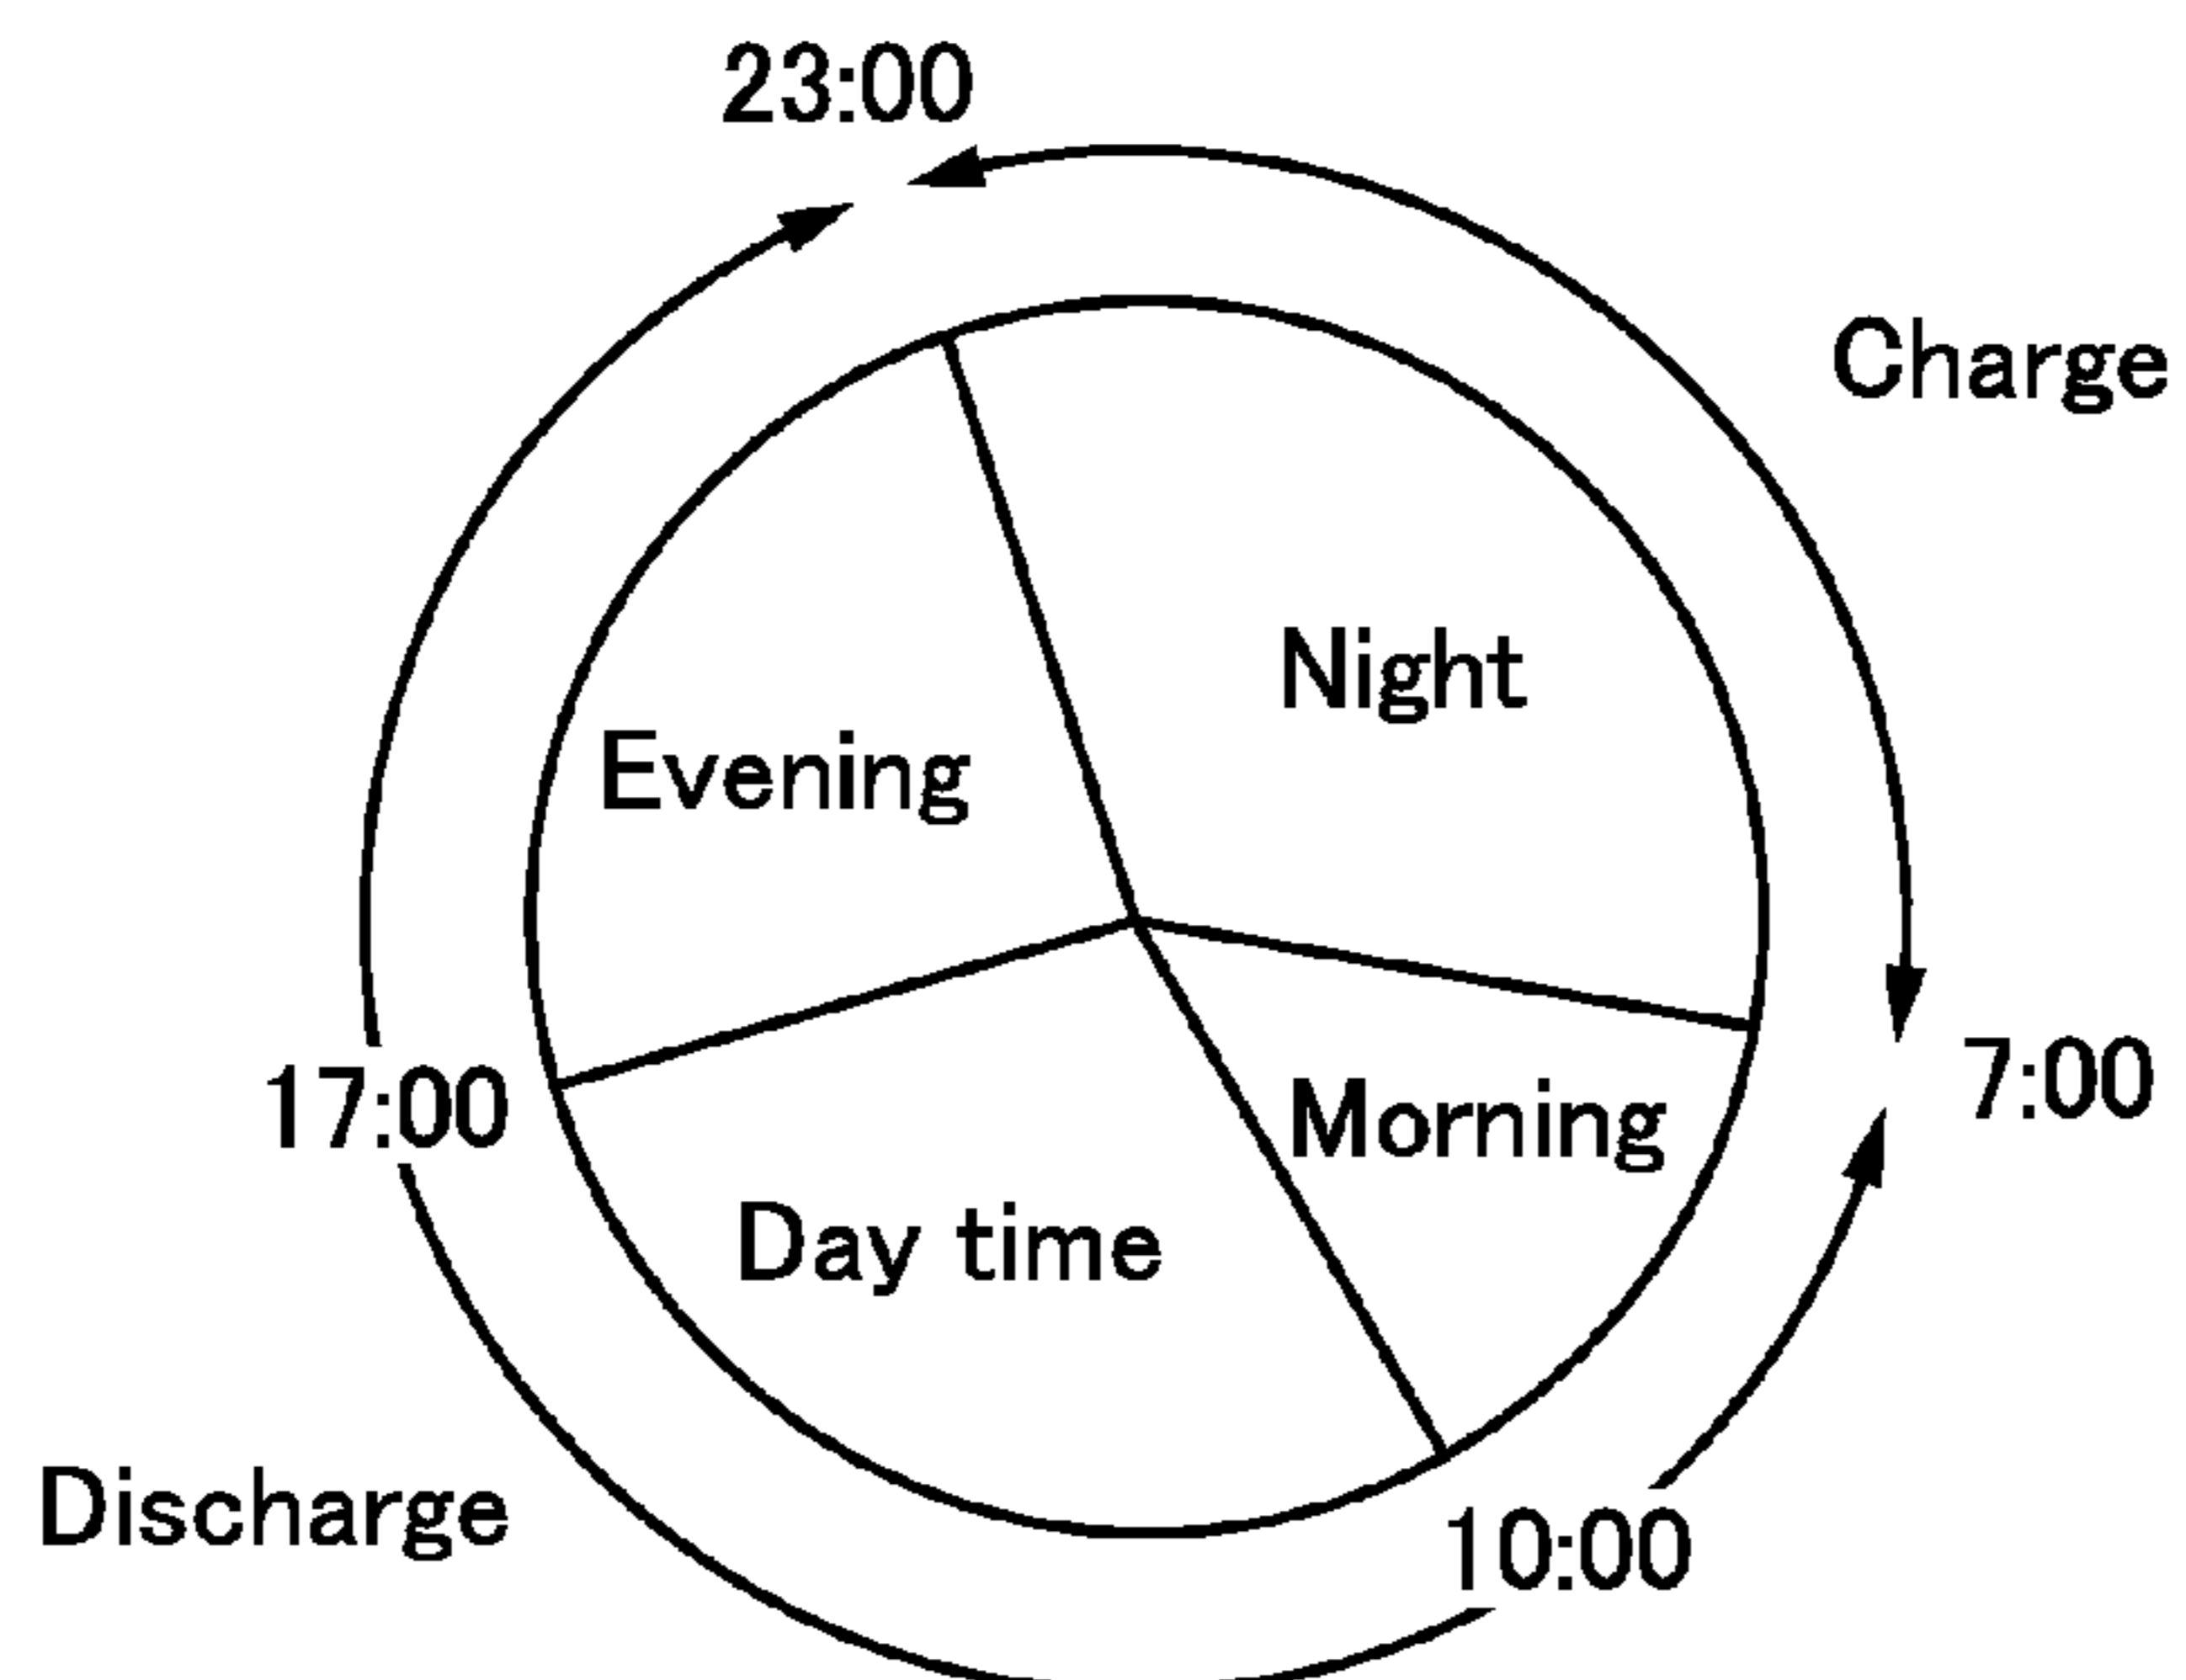 23:00
Charge
Night
Evening
7:00
17:00
Morning
Day time
Discharge
10:00